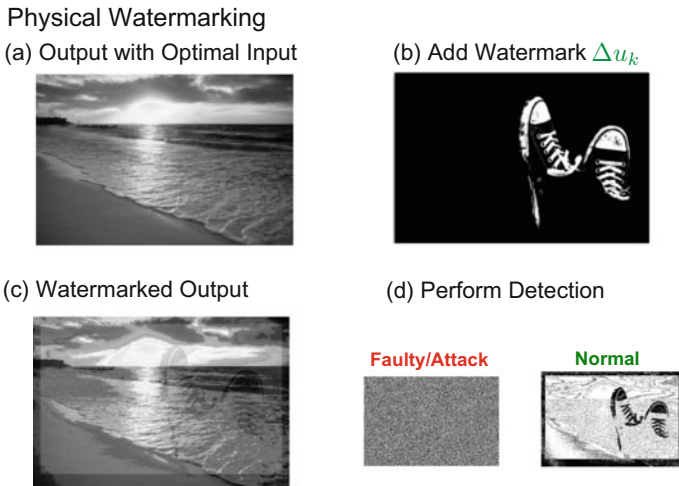 Physical Watermarking
(a) Output with Optimal Input
(b) Add Watermark Δu_k
(c) Watermarked Output
(d) Perform Detection
Faulty/Attack
Normal